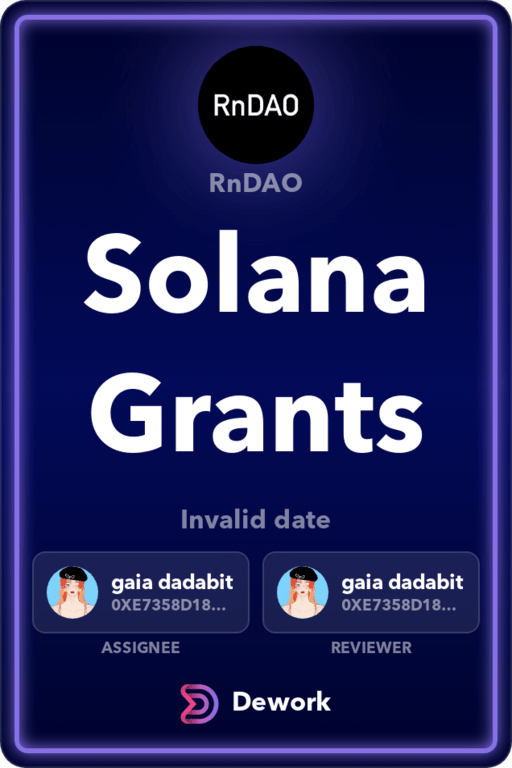 RnDAO
RnDAO
Solana
Grants
Invalid date
gaia dadabit
0XE7358D18...
ASSIGNEE
gaia dadabit
0XE7358D18...
REVIEWER
Dework